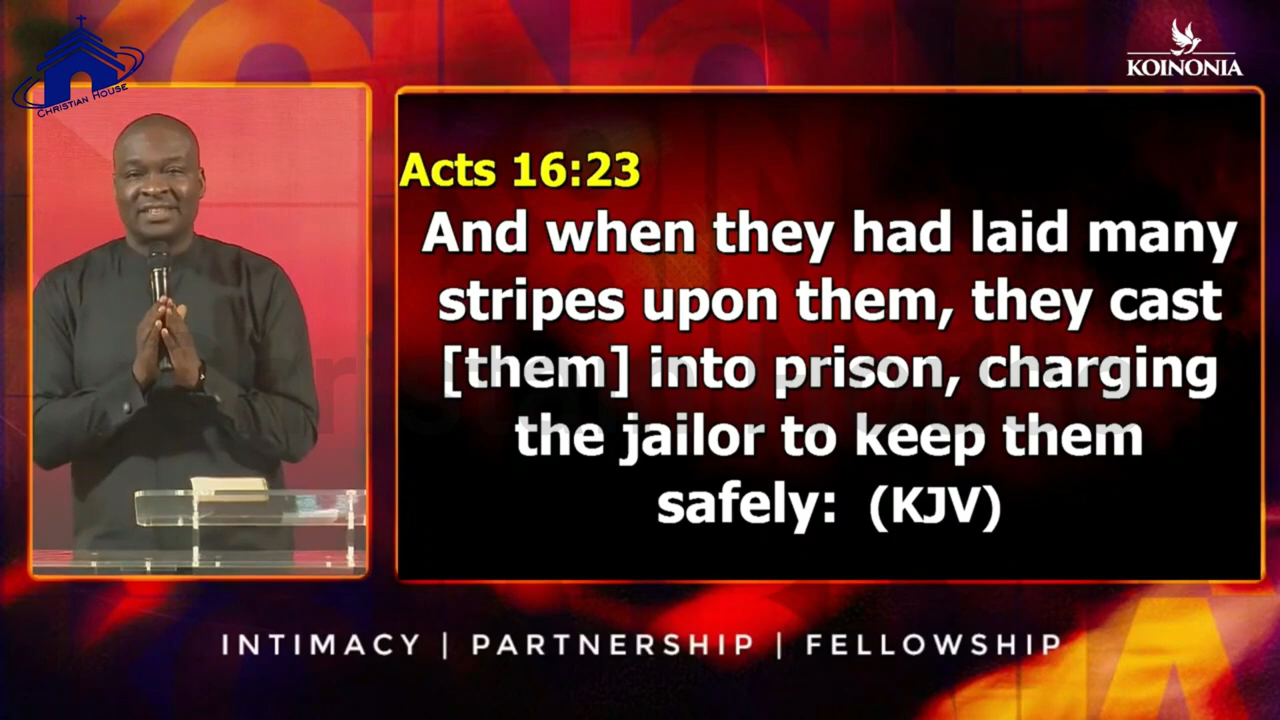 CHRISTIAN HOUSE
KOINONIA
Acts 16:23
And when they had laid many
stripes upon them, they cast
[them] into prison, charging
the jailor to keep them
safely: (KJV)
INTIMACY | PARTNERSHIP | FELLOWSHIP